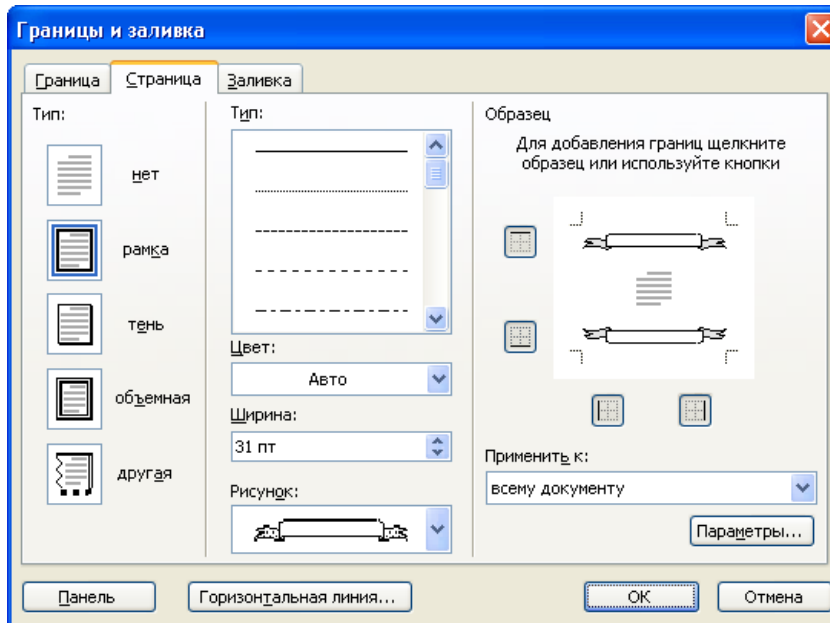 Границы и заливка
Граница
Страница
Заливка
Тип:
нет
рамка
тень
объемная
другая
Тип:
Цвет:
Авто
Ширина:
31 пт
Рисунок:
Образец
Для добавления границ щелкните
образец или используйте кнопки
Применить к:
всему документу
Параметры...
Панель
Горизонтальная линия...
ОК
Отмена